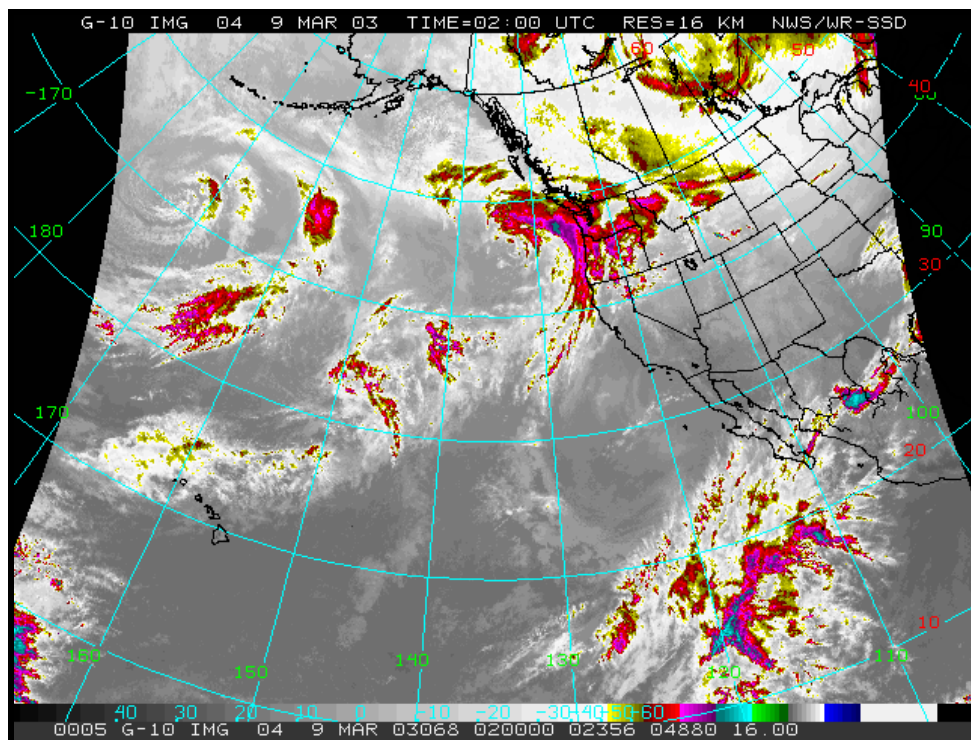 G-10 IMG 04 9 MAR 03 TIME=02:00 UTC RES=16 KM NWS/WR-SSD
60 50
-170 40
180 90
30
170 100
20
10
160 150 140 130 120 110
40 30 20 10 0 -10 -20 -30 -40 -50 -60
0005 G-10 IMG 04 9 MAR 03068 020000 02356 04880 16.00